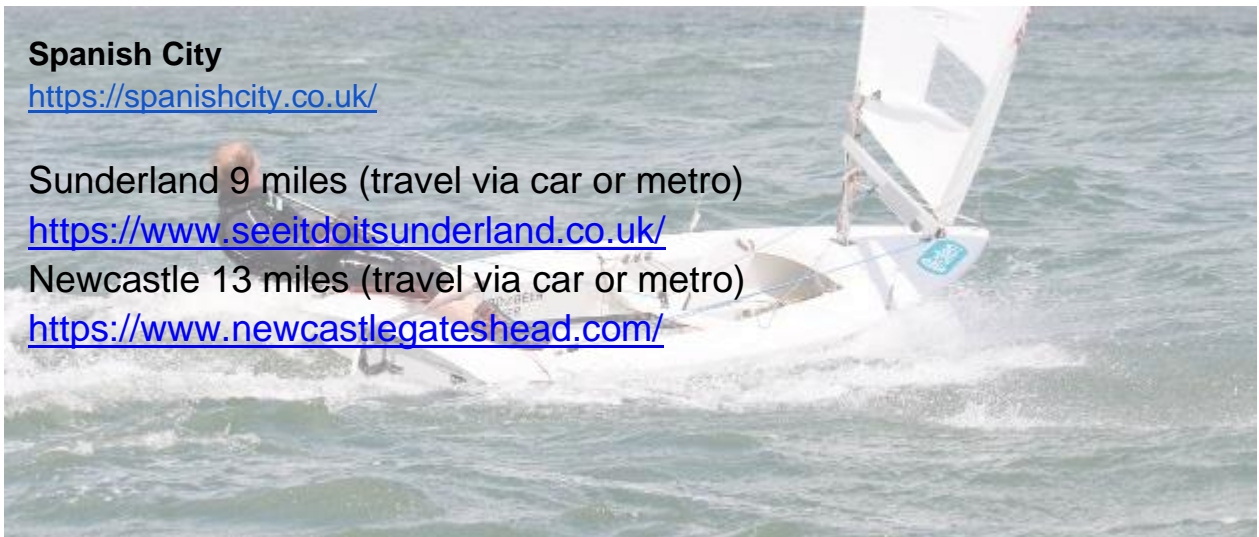 Spanish City
https://spanishcity.co.uk/
Sunderland 9 miles (travel via car or metro)
https://www.seeitdoitsunderland.co.uk/
Newcastle 13 miles (travel via car or metro)
https://www.newcastlegateshead.com/